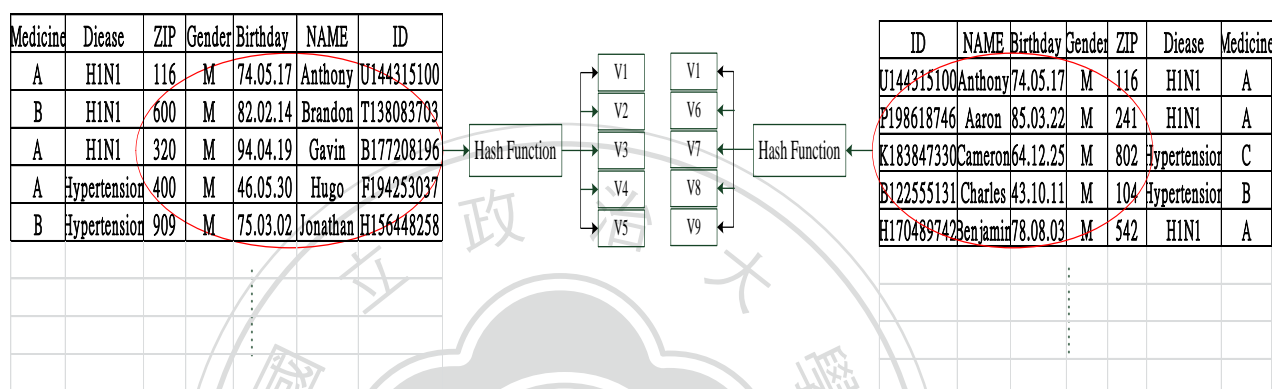 Medicine Diease ZIP Gender Birthday NAME ID
A H1N1 116 M 74.05.17 Anthony U144315100
B H1N1 600 M 82.02.14 Brandon T138083703
A H1N1 320 M 94.04.19 Gavin B177208196
A Hypertension 400 M 46.05.30 Hugo F194253037
B Hypertension 909 M 75.03.02 Jonathan H156448258
Hash Function
V1
V2
V3
V4
V5
V1
V6
V7
V8
V9
Hash Function
ID NAME Birthday Gender ZIP Diease Medicine
U144315100 Anthony 74.05.17 M 116 H1N1 A
P198618746 Aaron 85.03.22 M 241 H1N1 A
K183847330 Cameron 64.12.25 M 802 Hypertension C
B122555131 Charles 43.10.11 M 104 Hypertension B
H170489742 Benjamin 78.08.03 M 542 H1N1 A
國立政治大學